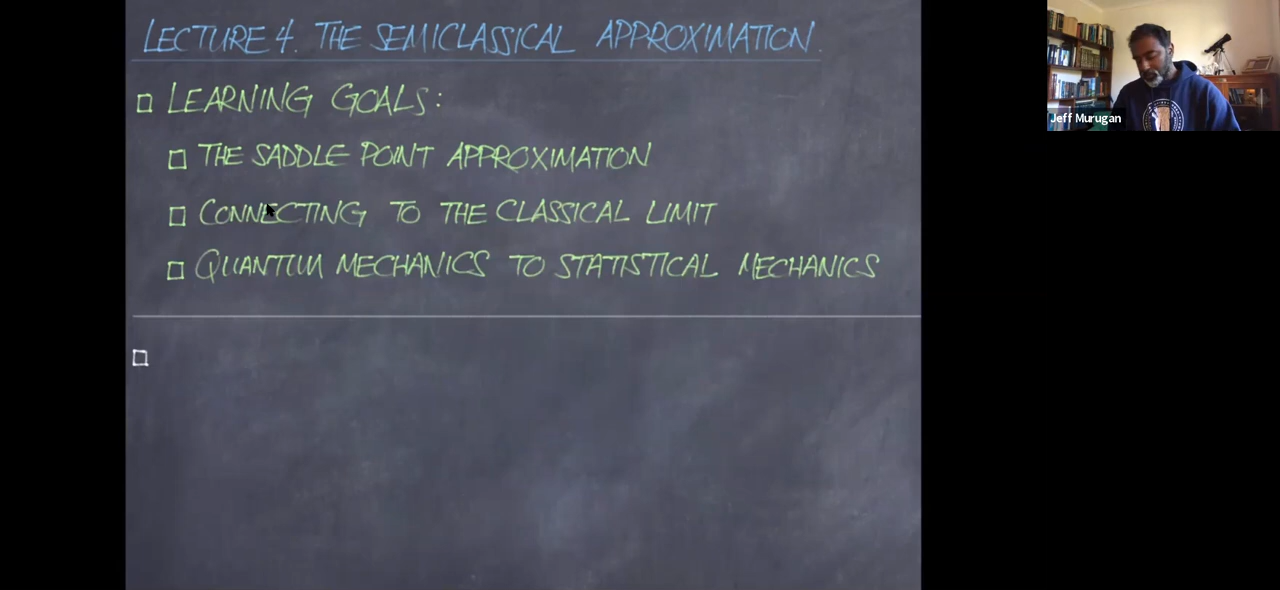 LECTURE 4. THE SEMICLASSICAL APPROXIMATION.
LEARNING GOALS:
THE SADDLE POINT APPROXIMATION
CONNECTING TO THE CLASSICAL LIMIT
QUANTUM MECHANICS TO STATISTICAL MECHANICS
Jeff Murugan